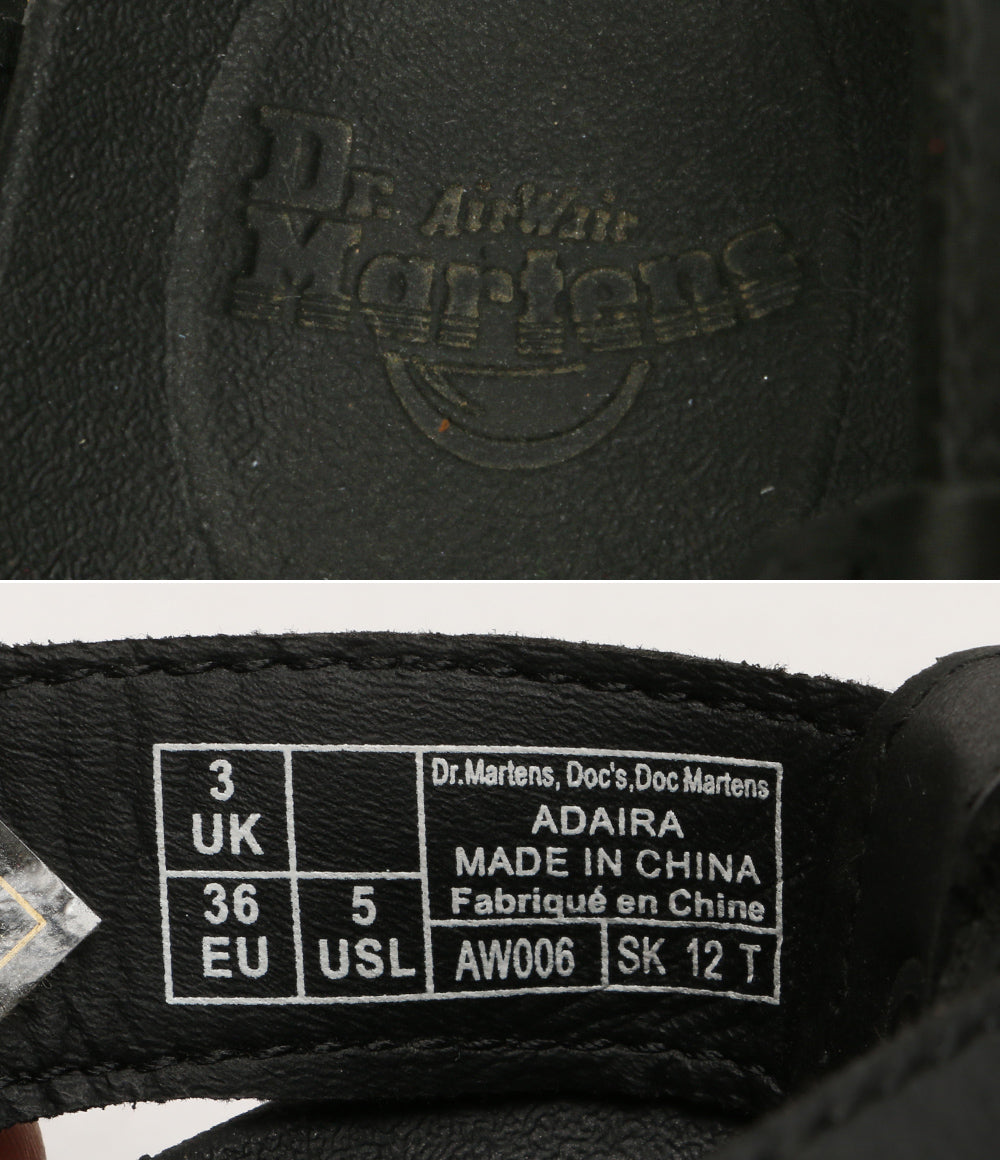 Dr.
AirWair
Martens
3
UK
36
EU
5
USL
Dr.Martens, Doc's,Doc Martens
ADAIRA
MADE IN CHINA
Fabriqué en Chine
AW006
SK 12 T